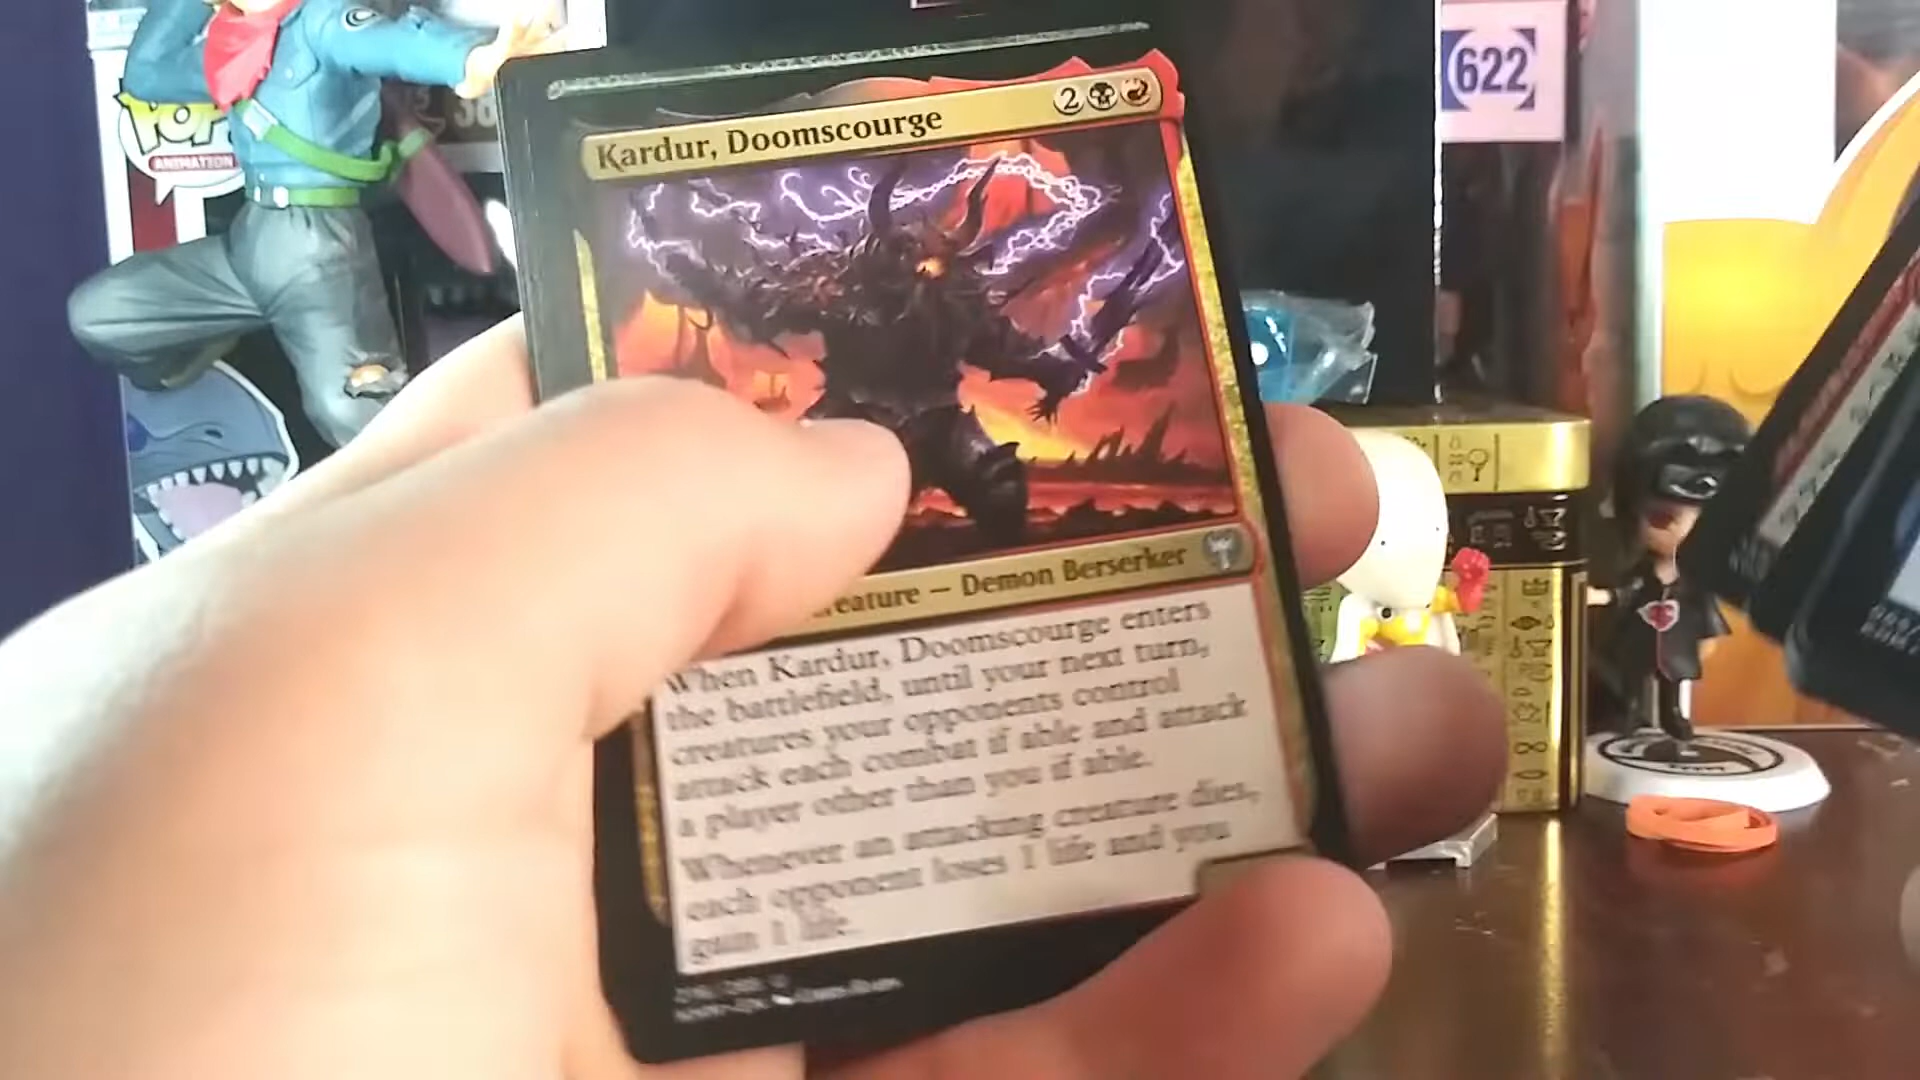 POP!
ANIMATION
622
Kardur, Doomscourge
2
Creature — Demon Berserker
When Kardur, Doomscourge enters
the battlefield, until your next turn,
creatures your opponents control
attack each combat if able and attack
a player other than you if able.
Whenever an attacking creature dies,
each opponent loses 1 life and you
gain 1 life.